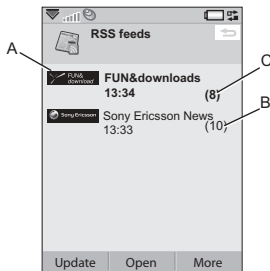 RSS feeds
A
C
FUN& download
FUN&downloads
13:34 (8)
B
Sony Ericsson
Sony Ericsson News
13:33 (10)
Update Open More